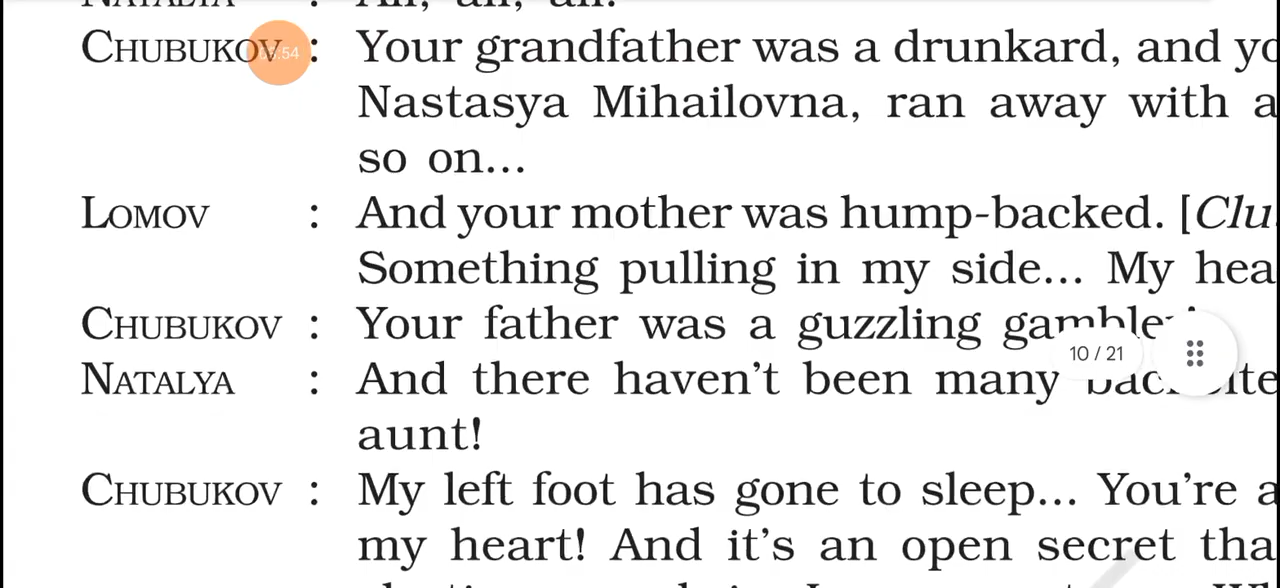 CHUBUKOV : Your grandfather was a drunkard, and yo
Nastasya Mihailovna, ran away with a
so on...
LOMOV : And your mother was hump-backed. [Clu
Something pulling in my side... My hea
CHUBUKOV : Your father was a guzzling
10 / 21
NATALYA : And there haven't been many
aunt!
CHUBUKOV : My left foot has gone to sleep... You're a
my heart! And it's an open secret tha